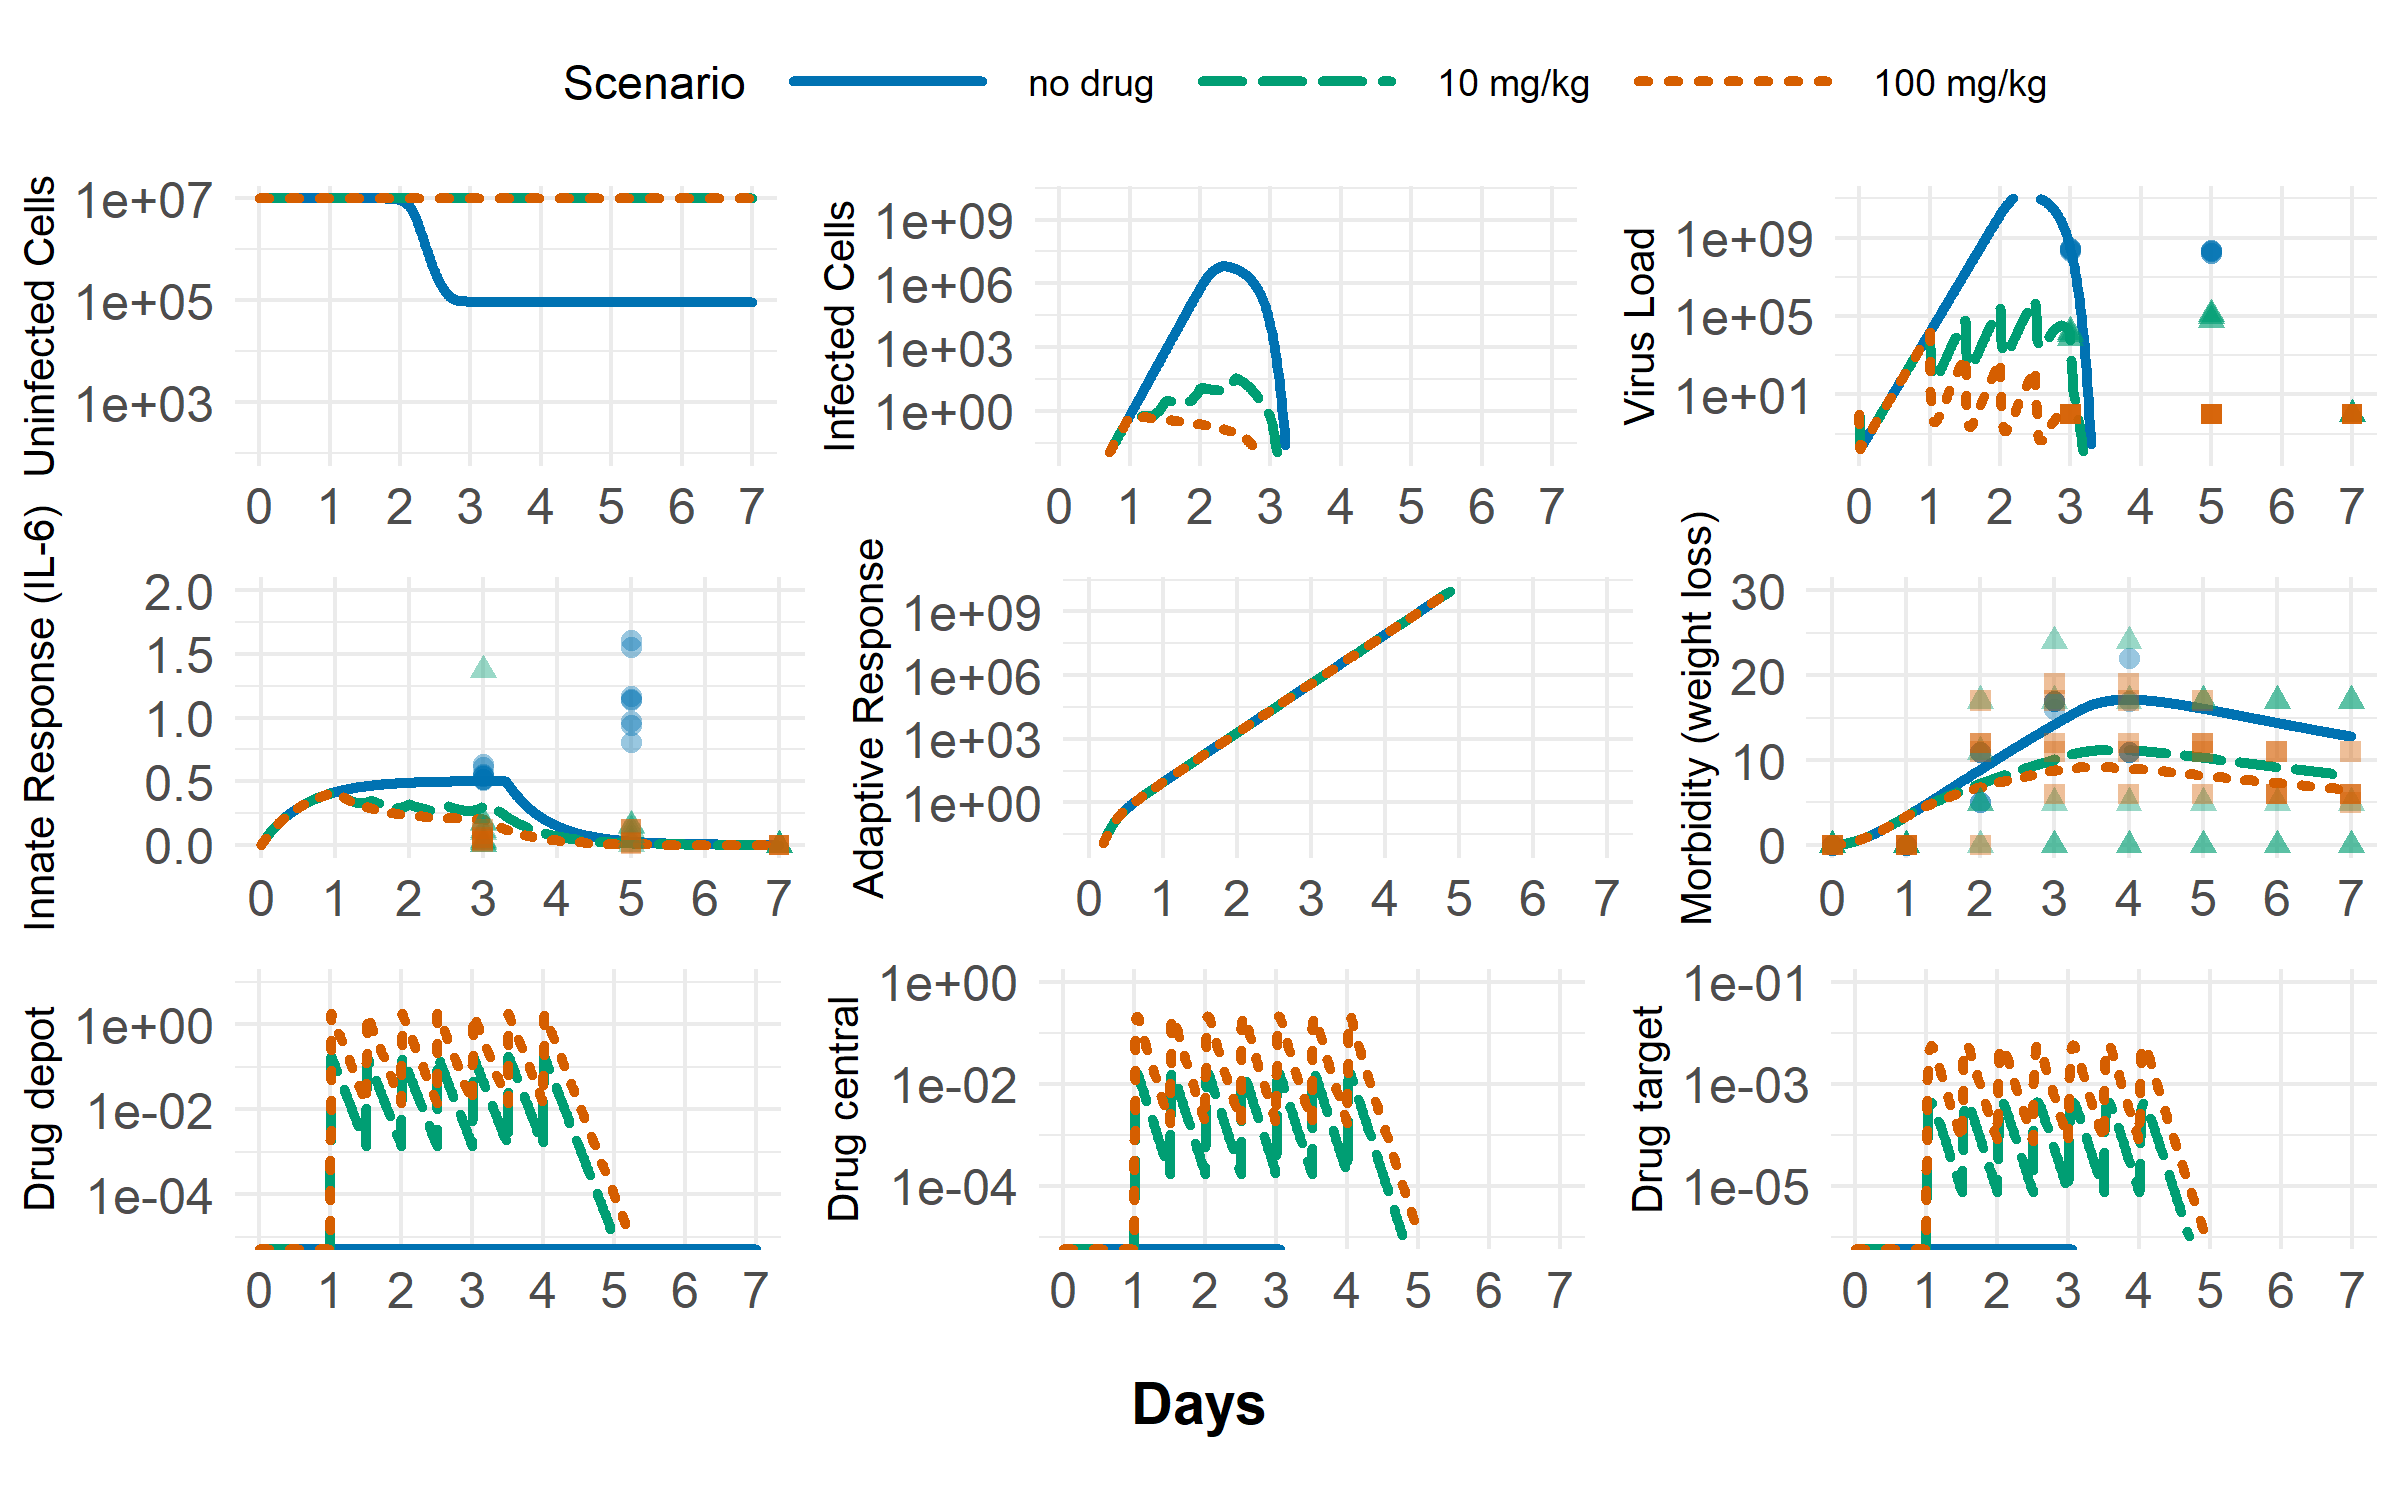 Scenario no drug 10 mg/kg 100 mg/kg
Uninfected Cells
1e+07
1e+05
1e+03
0 1 2 3 4 5 6 7
Infected Cells
1e+09
1e+06
1e+03
1e+00
0 1 2 3 4 5 6 7
Virus Load
1e+09
1e+05
1e+01
0 1 2 3 4 5 6 7
Innate Response (IL-6)
2.0
1.5
1.0
0.5
0.0
0 1 2 3 4 5 6 7
Adaptive Response
1e+09
1e+06
1e+03
1e+00
0 1 2 3 4 5 6 7
Morbidity (weight loss)
30
20
10
0
0 1 2 3 4 5 6 7
Drug depot
1e+00
1e-02
1e-04
0 1 2 3 4 5 6 7
Drug central
1e+00
1e-02
1e-04
0 1 2 3 4 5 6 7
Drug target
1e-01
1e-03
1e-05
0 1 2 3 4 5 6 7
Days